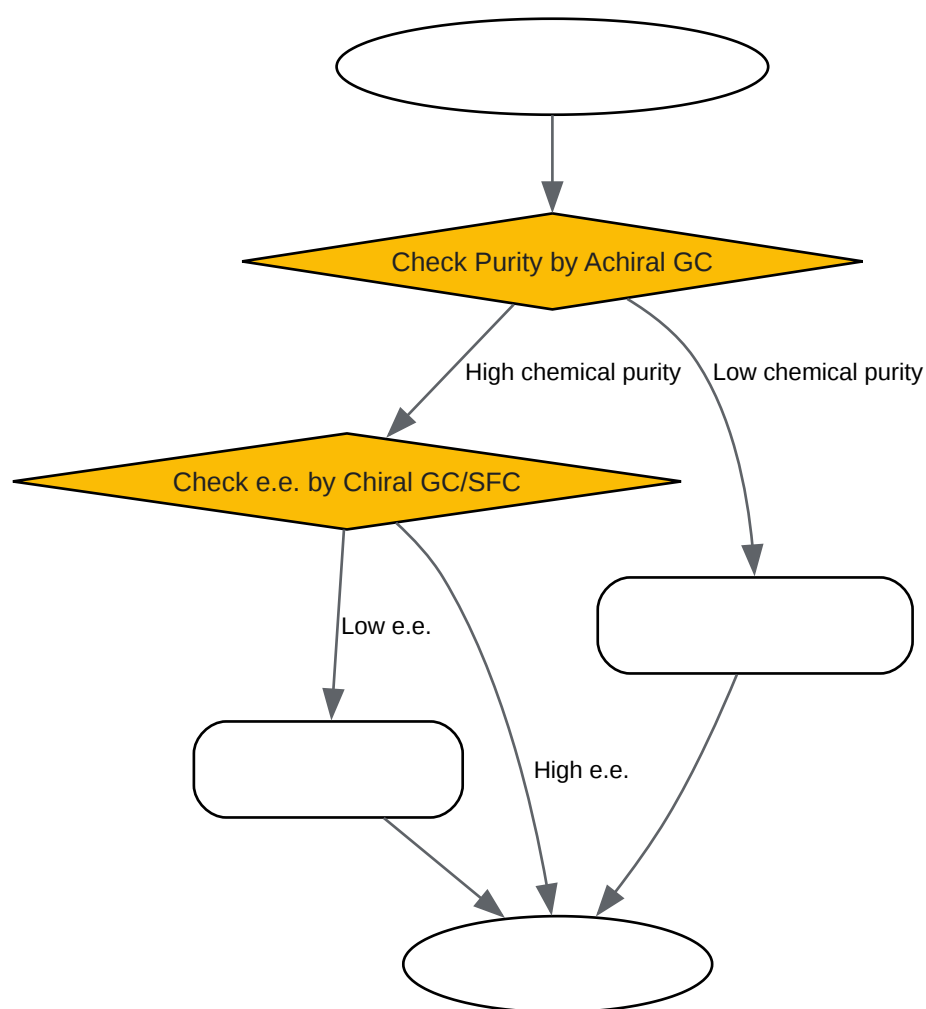 Check Purity by Achiral GC
High chemical purity
Low chemical purity
Check e.e. by Chiral GC/SFC
Low e.e.
High e.e.